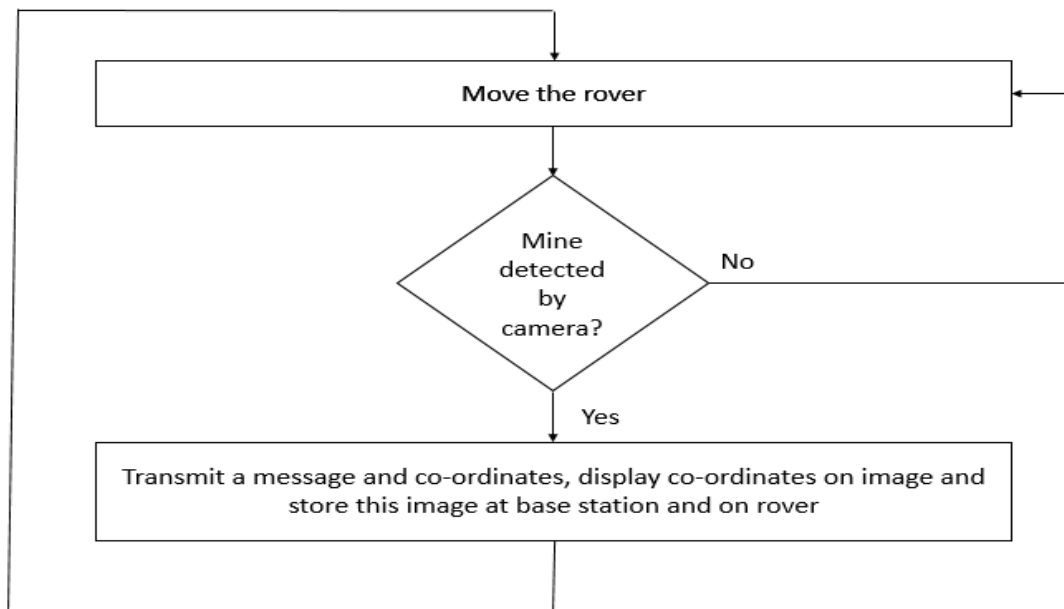 Move the rover
Mine
detected
by
camera?
No
Yes
Transmit a message and co-ordinates, display co-ordinates on image and
store this image at base station and on rover